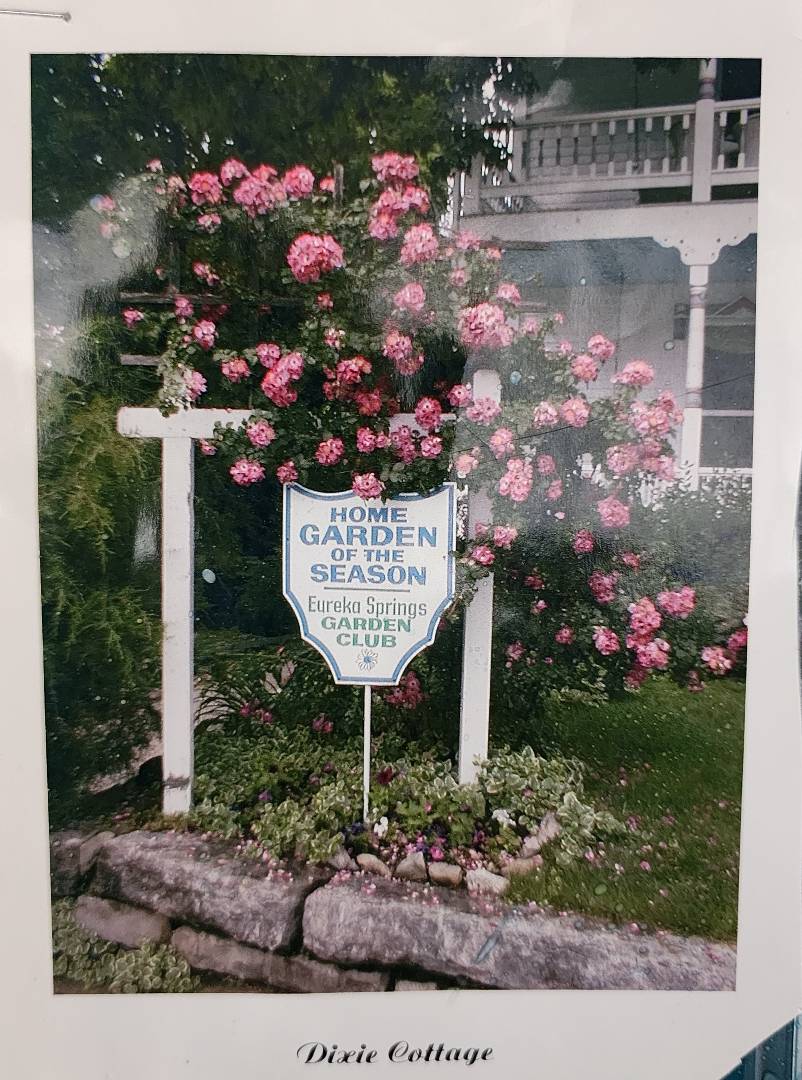 HOME
GARDEN
OF THE
SEASON
Eureka Springs
GARDEN
CLUB
Dixie Cottage